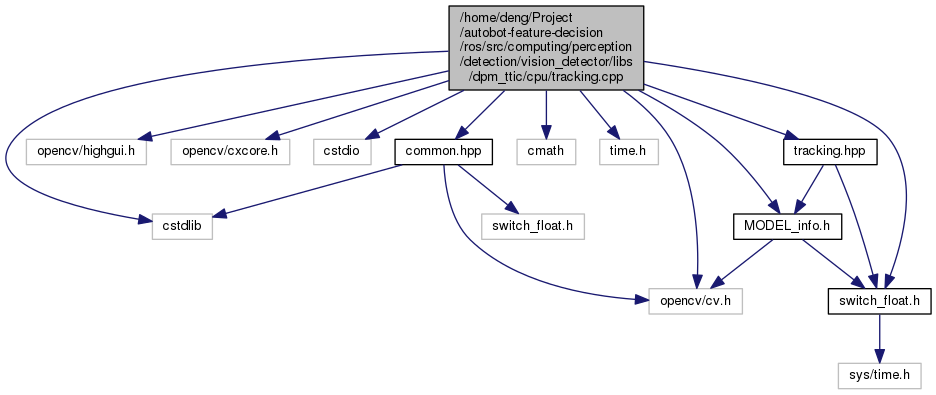 /home/deng/Project
/autobot-feature-decision
/ros/src/computing/perception
/detection/vision_detector/libs
/dpm_ttic/cpu/tracking.cpp
opencv/highgui.h
opencv/cxcore.h
cstdio
common.hpp
cmath
time.h
tracking.hpp
cstdlib
switch_float.h
MODEL_info.h
opencv/cv.h
switch_float.h
sys/time.h